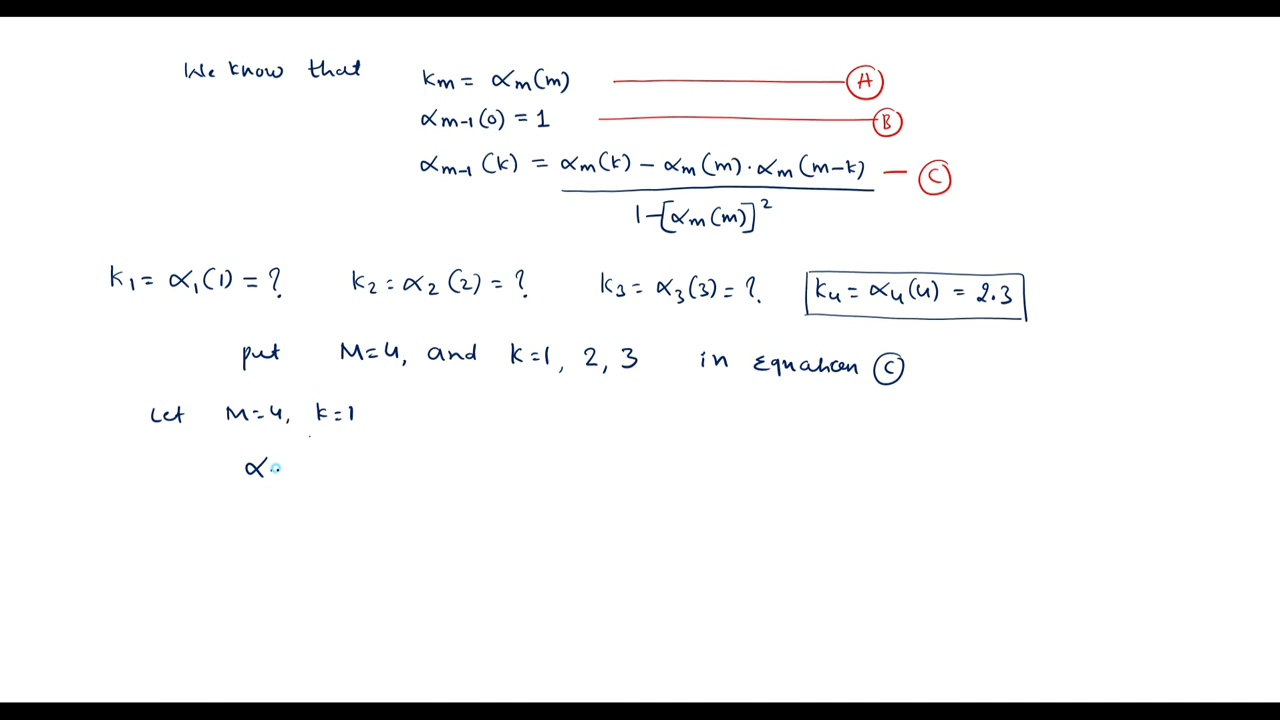 We know that km = αm(m) —— A
αm-1(0) = 1 —— B
αm-1(k) = αm(k) - αm(m)·αm(m-k) — C
1-[αm(m)]²
k1 = α1(1) = ? k2 = α2(2) = ? k3 = α3(3) = ? k4 = α4(4) = 2.3
put M=4, and k=1, 2, 3 in Equation C
Let M=4, k=1
α